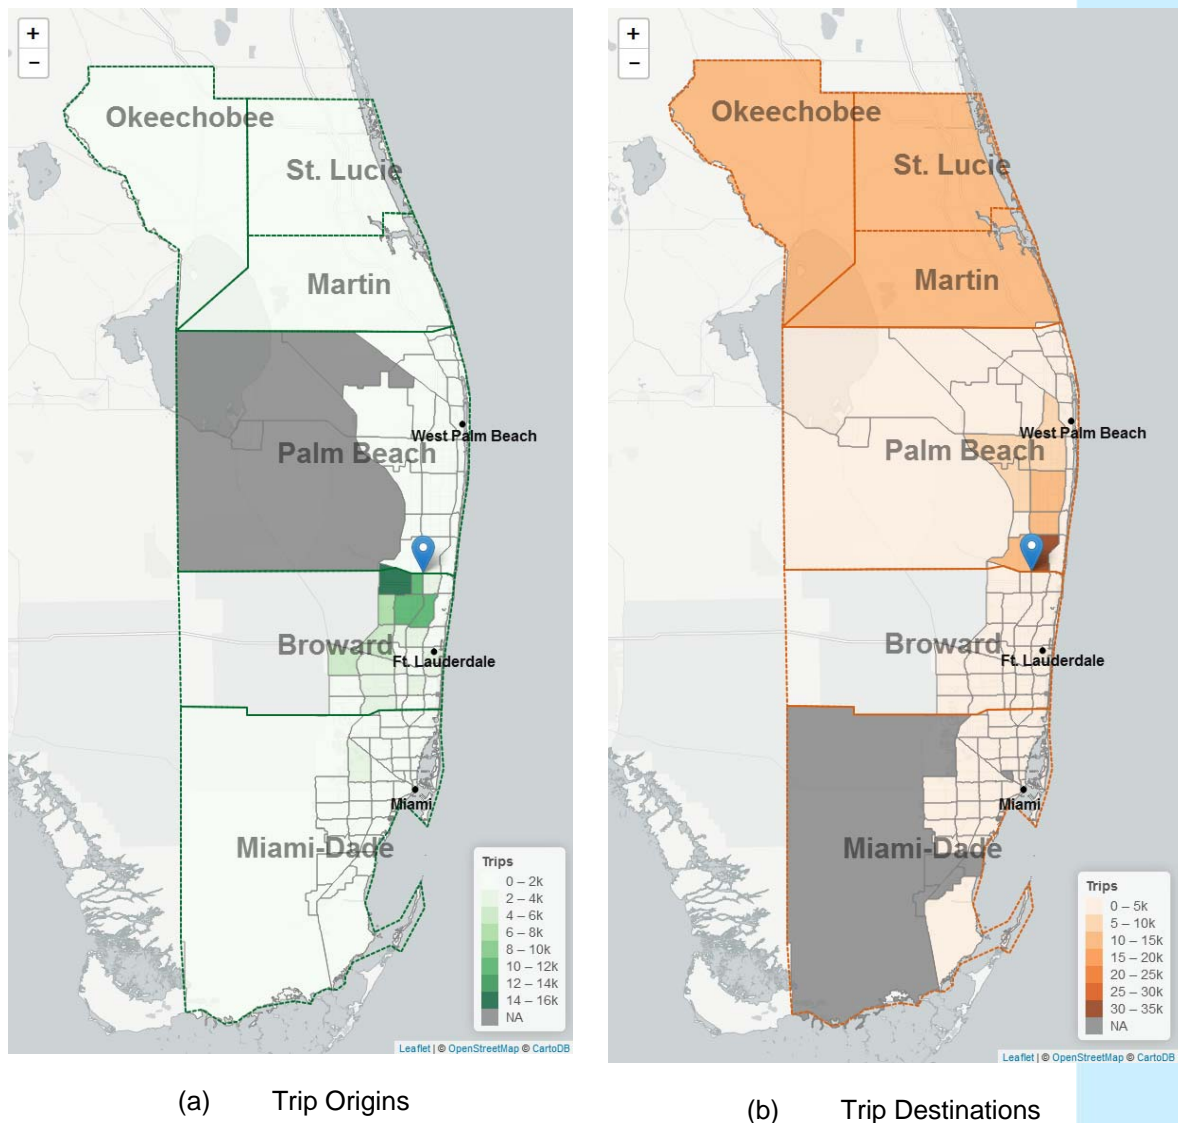 +
−
Okeechobee
St. Lucie
Martin
West Palm Beach
Palm Beach
Broward
Ft. Lauderdale
Miami
Miami-Dade
Trips
0 – 2k
2 – 4k
4 – 6k
6 – 8k
8 – 10k
10 – 12k
12 – 14k
14 – 16k
NA
Leaflet | © OpenStreetMap © CartoDB
(a) Trip Origins
+
−
Okeechobee
St. Lucie
Martin
West Palm Beach
Palm Beach
Broward
Ft. Lauderdale
Miami
Miami-Dade
Trips
0 – 5k
5 – 10k
10 – 15k
15 – 20k
20 – 25k
25 – 30k
30 – 35k
NA
Leaflet | © OpenStreetMap © CartoDB
(b) Trip Destinations